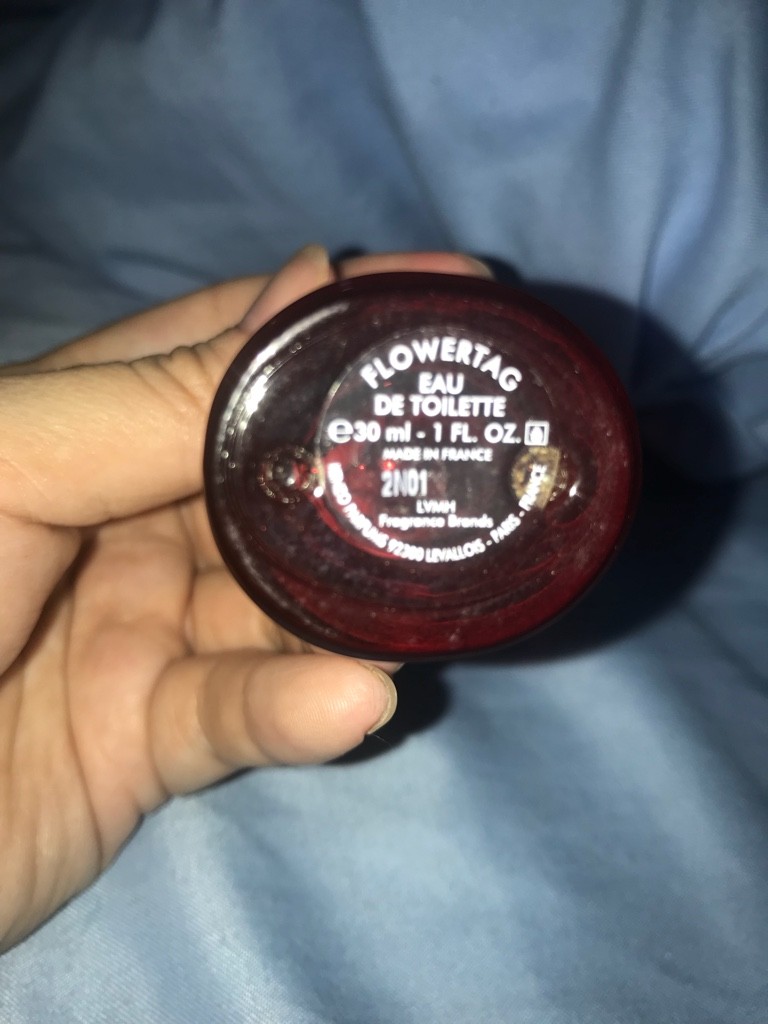 FLOWERTAG
EAU
DE TOILETTE
℮30 ml - 1 FL. OZ.
MADE IN FRANCE
2N01
LVMH
Fragrance Brands
PARFUMS 92300 LEVALLOIS - PARIS - FRANCE